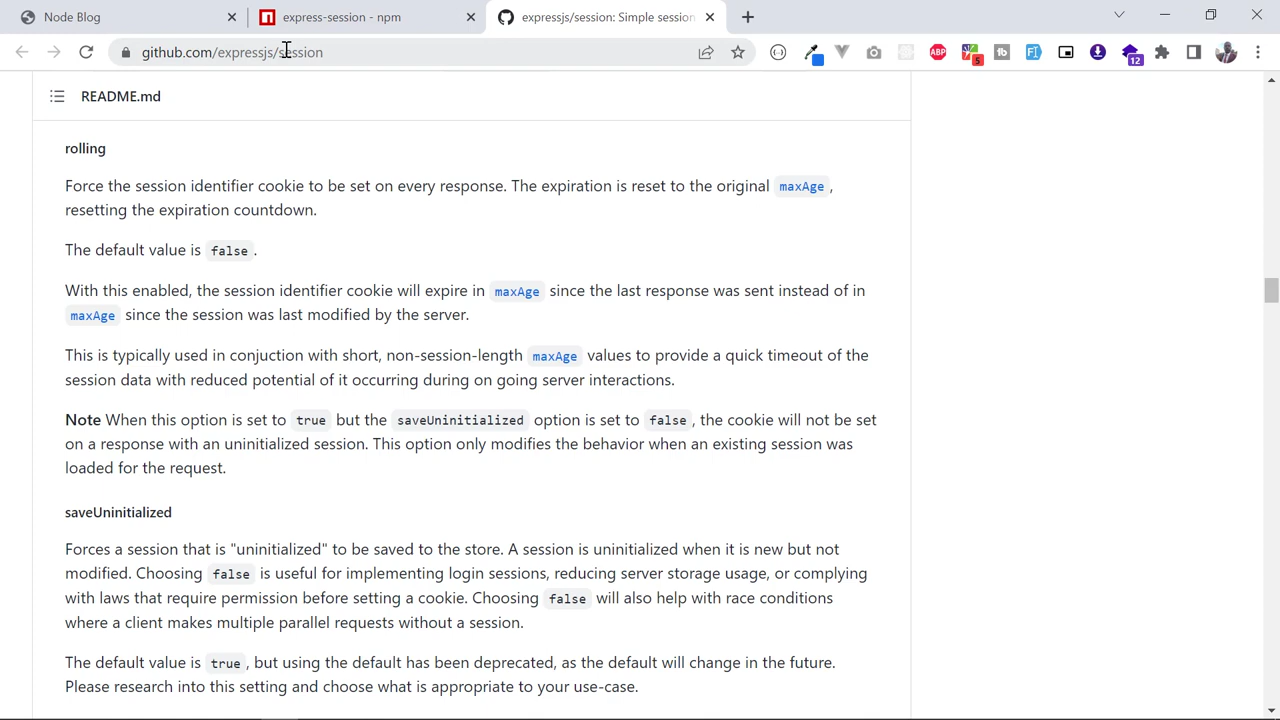 Node Blog
express-session - npm
expressjs/session: Simple session
github.com/expressjs/session
ABP
5
tb
12
README.md
rolling
Force the session identifier cookie to be set on every response. The expiration is reset to the original maxAge,
resetting the expiration countdown.
The default value is false.
With this enabled, the session identifier cookie will expire in maxAge since the last response was sent instead of in
maxAge since the session was last modified by the server.
This is typically used in conjuction with short, non-session-length maxAge values to provide a quick timeout of the
session data with reduced potential of it occurring during on going server interactions.
Note When this option is set to true but the saveUninitialized option is set to false, the cookie will not be set
on a response with an uninitialized session. This option only modifies the behavior when an existing session was
loaded for the request.
saveUninitialized
Forces a session that is "uninitialized" to be saved to the store. A session is uninitialized when it is new but not
modified. Choosing false is useful for implementing login sessions, reducing server storage usage, or complying
with laws that require permission before setting a cookie. Choosing false will also help with race conditions
where a client makes multiple parallel requests without a session.
The default value is true, but using the default has been deprecated, as the default will change in the future.
Please research into this setting and choose what is appropriate to your use-case.